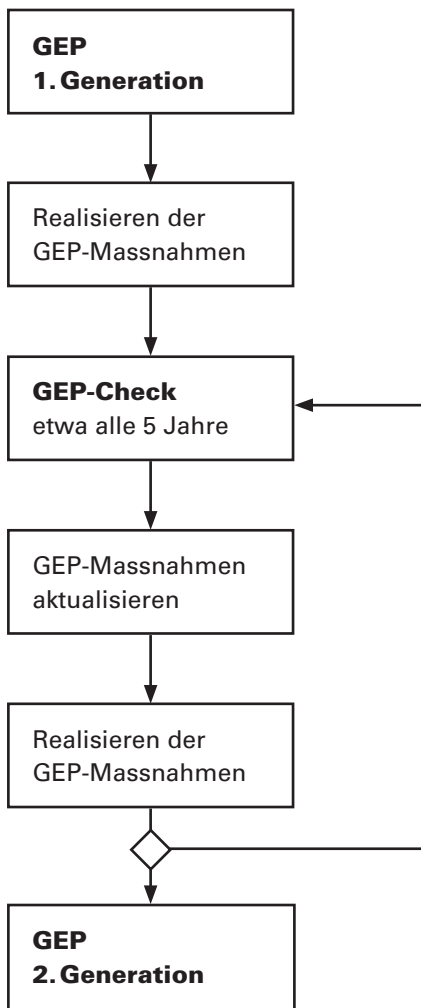 GEP
1. Generation
Realisieren der
GEP-Massnahmen
GEP-Check
etwa alle 5 Jahre
GEP-Massnahmen
aktualisieren
Realisieren der
GEP-Massnahmen
GEP
2. Generation